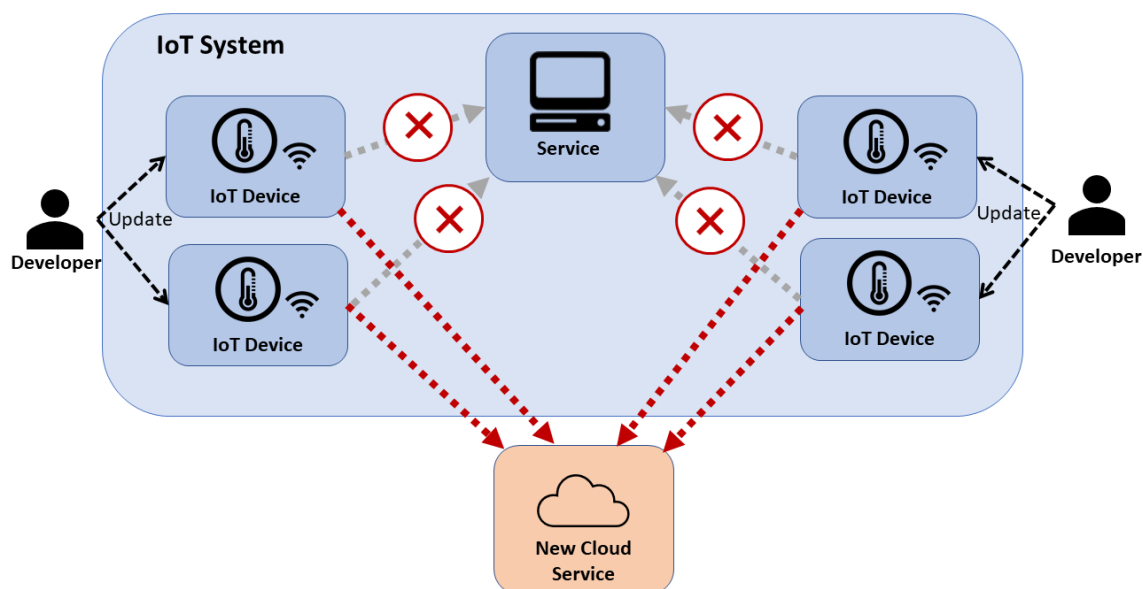 IoT System
Service
IoT Device
IoT Device
Update
Update
Developer
Developer
IoT Device
IoT Device
New Cloud
Service